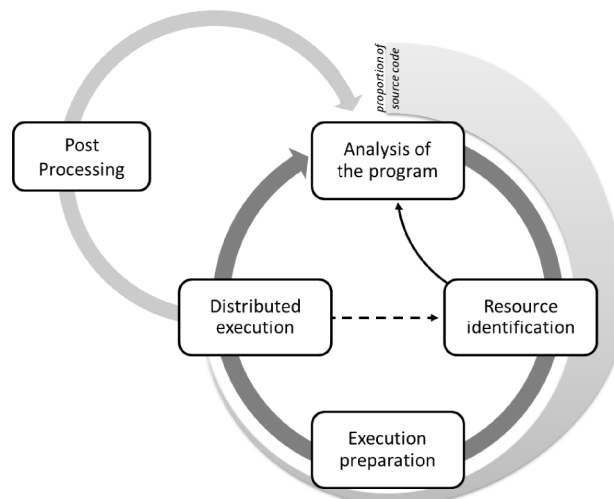 proportion of
source code
Post
Processing
Analysis of
the program
Distributed
execution
Resource
identification
Execution
preparation